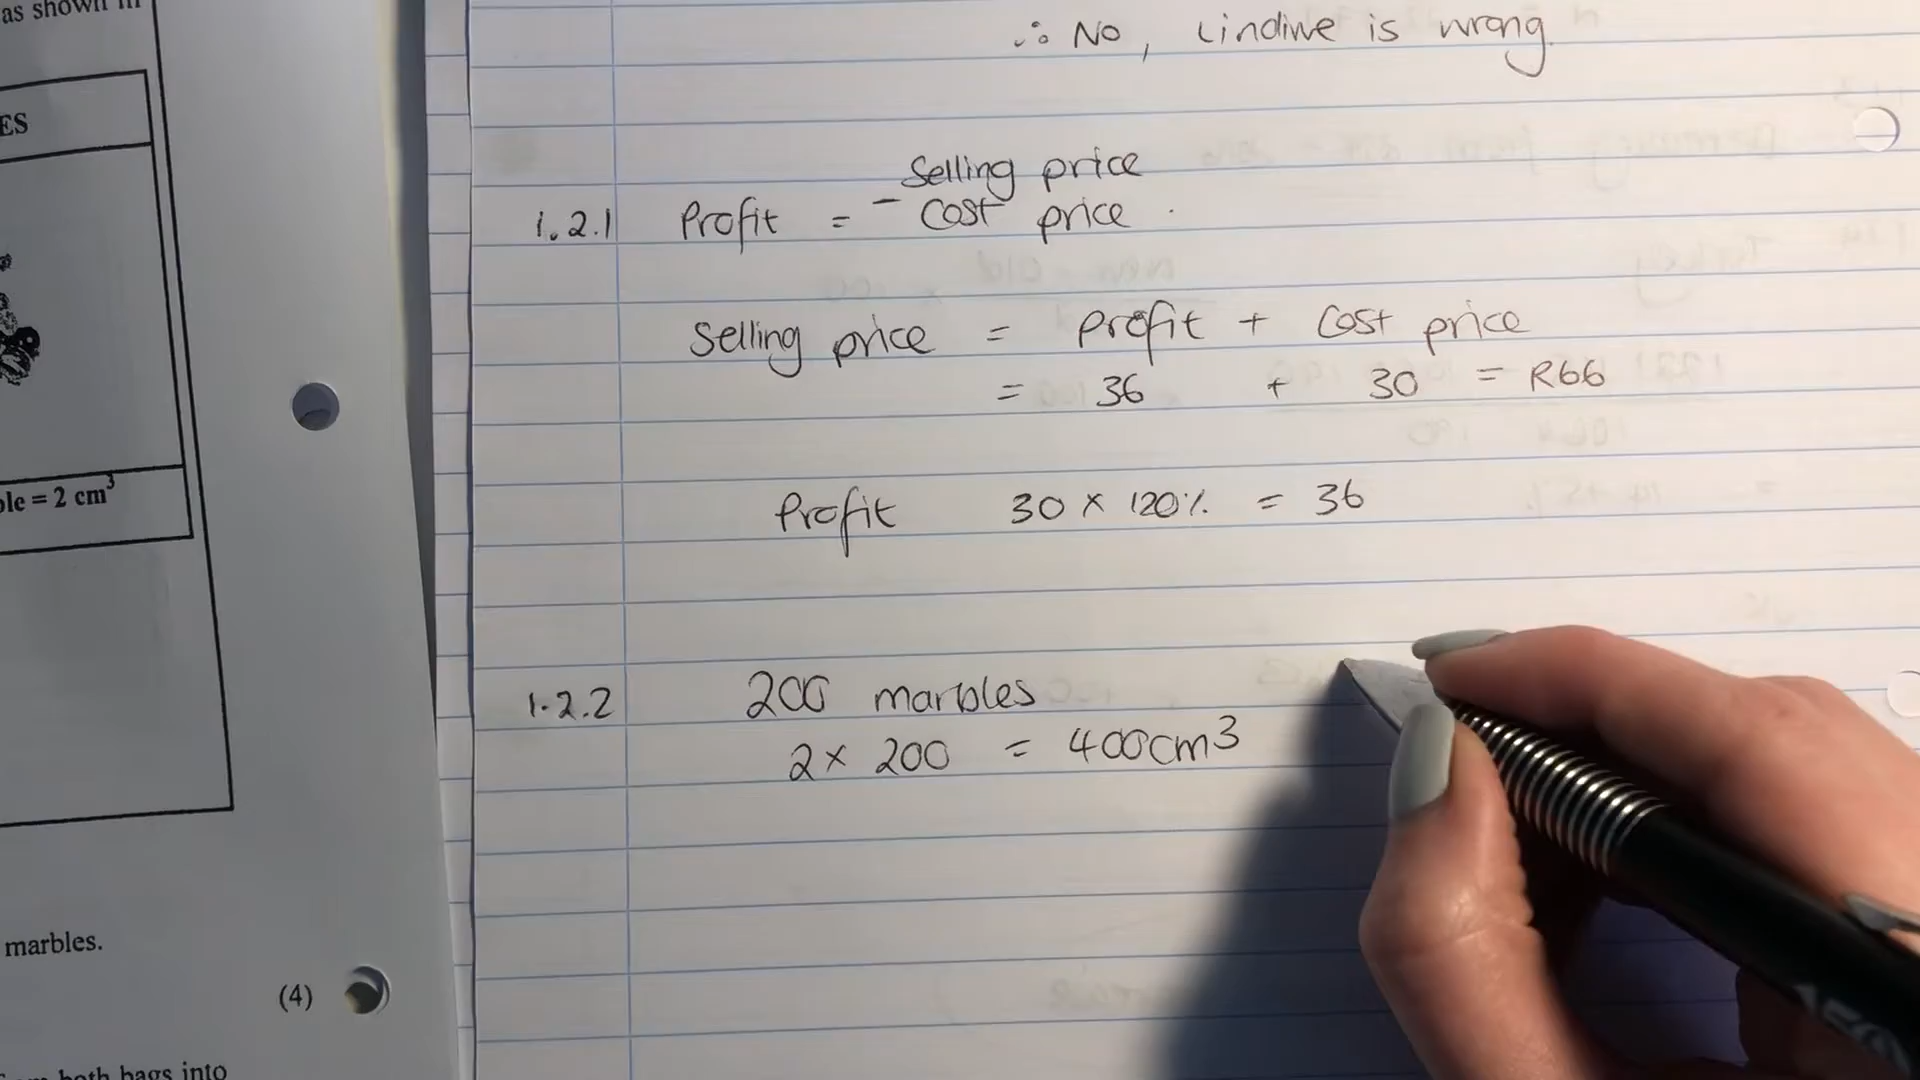 as shown in
ES
ple = 2 cm³
marbles.
(4)
both bags into
∴ No, Lindiwe is wrong.
Selling price
1.2.1 Profit = - Cost price
Selling price = Profit + Cost price
= 36 + 30 = R66
Profit 30 × 120% = 36
1.2.2 200 marbles
2 × 200 = 400cm3